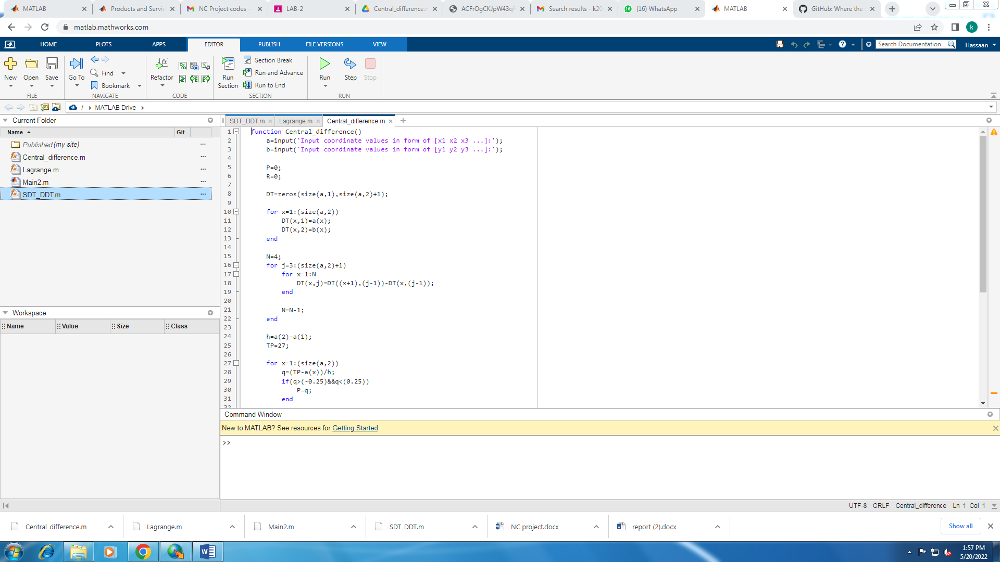 MATLAB
Products and Servic
NC Project codes -
LAB-2
Central_difference.m
ACFrOgCKJpW43qF
Search results - k20
(16) WhatsApp
MATLAB
GitHub: Where the
matlab.mathworks.com
k
HOME PLOTS APPS EDITOR PUBLISH FILE VERSIONS VIEW
Search Documentation
Hassaan
New
Open
Save
FILE
Go To
Find
Bookmark
NAVIGATE
Refactor
CODE
Run Section
Section Break
Run and Advance
Run to End
SECTION
Run
Step
Stop
RUN
/ MATLAB Drive
Current Folder
Name
Git
Published (my site)
Central_difference.m
Lagrange.m
Main2.m
SDT_DDT.m
Workspace
Name Value Size Class
SDT_DDT.m Lagrange.m Central_difference.m
1 function Central_difference()
2 a=input('Input coordinate values in form of [x1 x2 x3 ...]:');
3 b=input('Input coordinate values in form of [y1 y2 y3 ...]:');
4
5 P=0;
6 R=0;
7
8 DT=zeros(size(a,1),size(a,2)+1);
9
10 for x=1:(size(a,2))
11 DT(x,1)=a(x);
12 DT(x,2)=b(x);
13 end
14
15 N=4;
16 for j=3:(size(a,2)+1)
17 for x=1:N
18 DT(x,j)=DT((x+1),(j-1))-DT(x,(j-1));
19 end
20
21 N=N-1;
22 end
23
24 h=a(2)-a(1);
25 TP=27;
26
27 for x=1:(size(a,2))
28 q=(TP-a(x))/h;
29 if(q>(-0.25)&&q<(0.25))
30 P=q;
31 end
32
Command Window
New to MATLAB? See resources for Getting Started.
>>
UTF-8 CRLF Central_difference Ln 1 Col 1
Central_difference.m
Lagrange.m
Main2.m
SDT_DDT.m
NC project.docx
report (2).docx
Show all
1:57 PM
5/20/2022